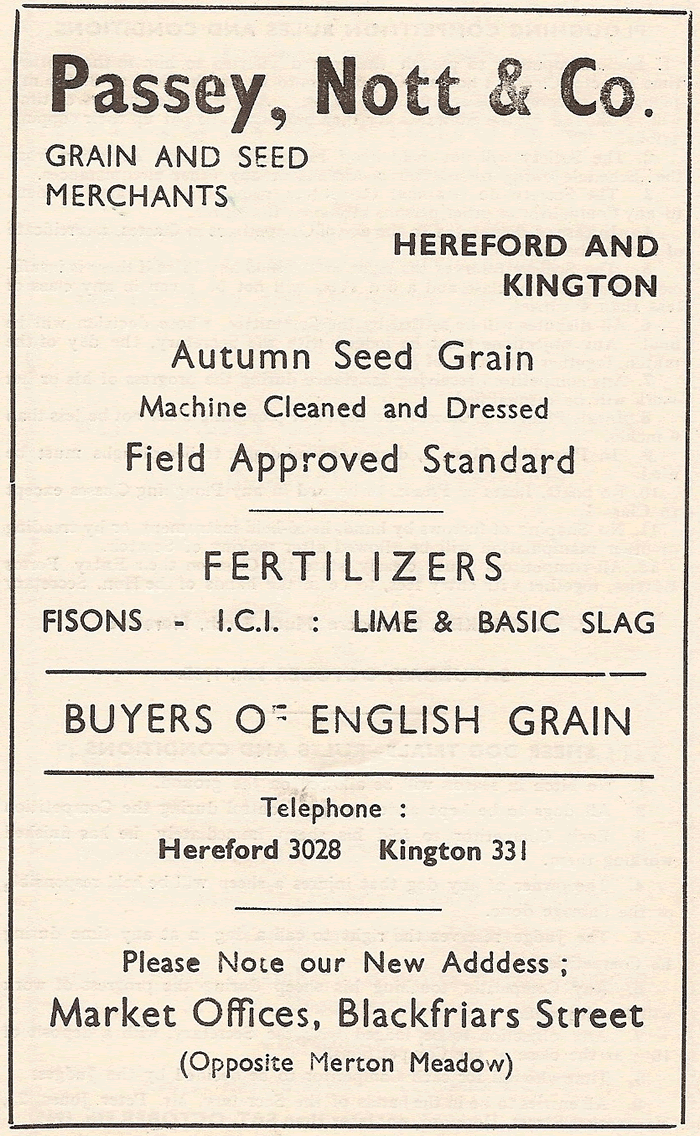 Passey, Nott & Co.
GRAIN AND SEED
MERCHANTS
HEREFORD AND
KINGTON
Autumn Seed Grain
Machine Cleaned and Dressed
Field Approved Standard
FERTILIZERS
FISONS - I.C.I. : LIME & BASIC SLAG
BUYERS OF ENGLISH GRAIN
Telephone :
Hereford 3028 Kington 331
Please Note our New Adddess ;
Market Offices, Blackfriars Street
(Opposite Merton Meadow)